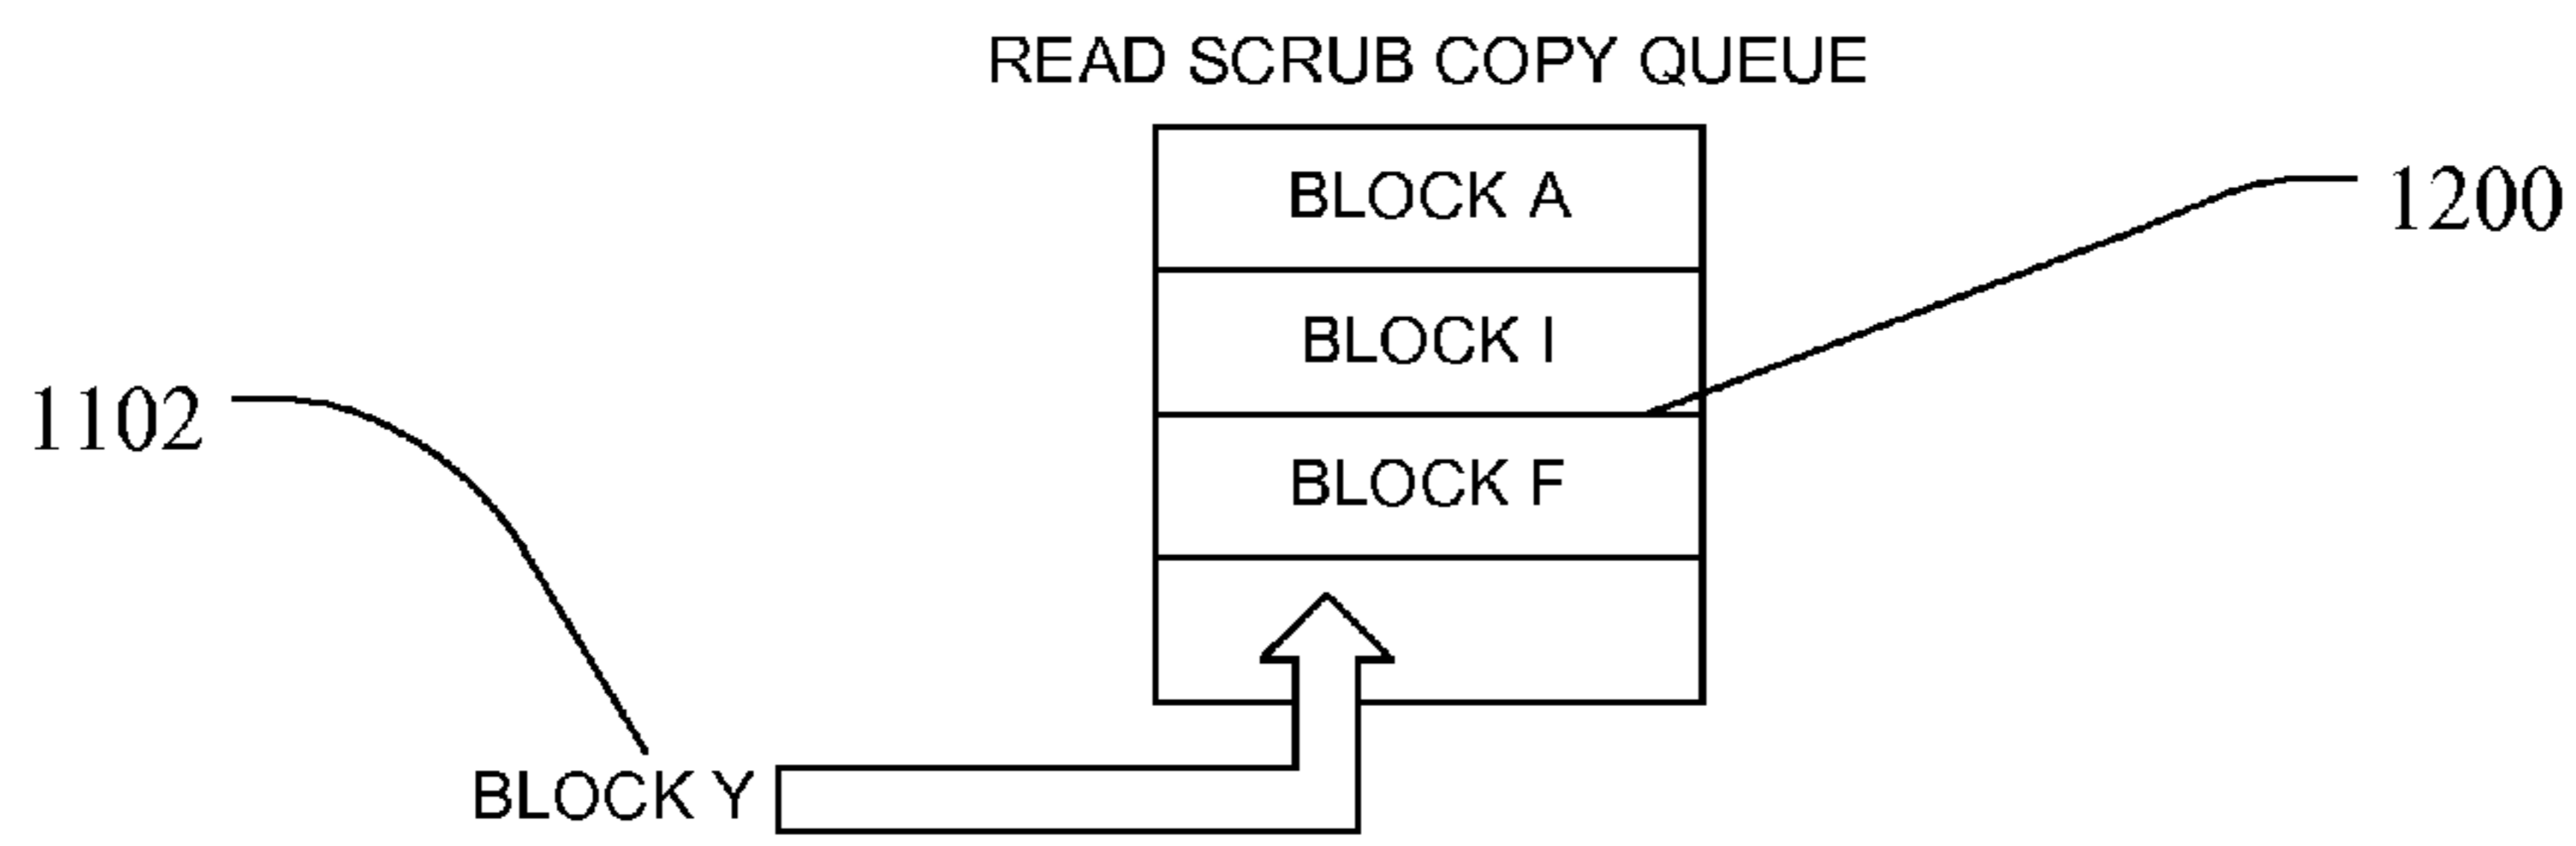 READ SCRUB COPY QUEUE
BLOCK A
1200
BLOCK I
1102
BLOCK F
BLOCK Y